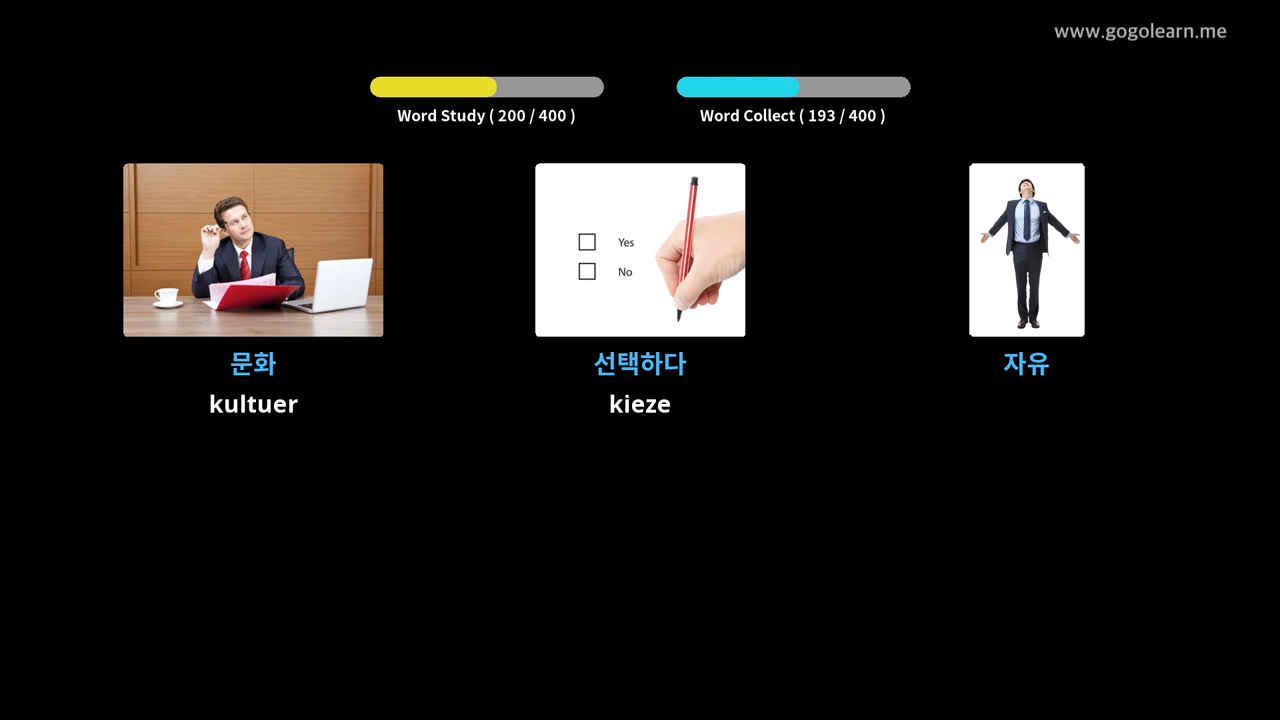 www.gogolearn.me
Word Study ( 200 / 400 )
Word Collect ( 193 / 400 )
Yes
No
문화
선택하다
자유
kultuer
kieze